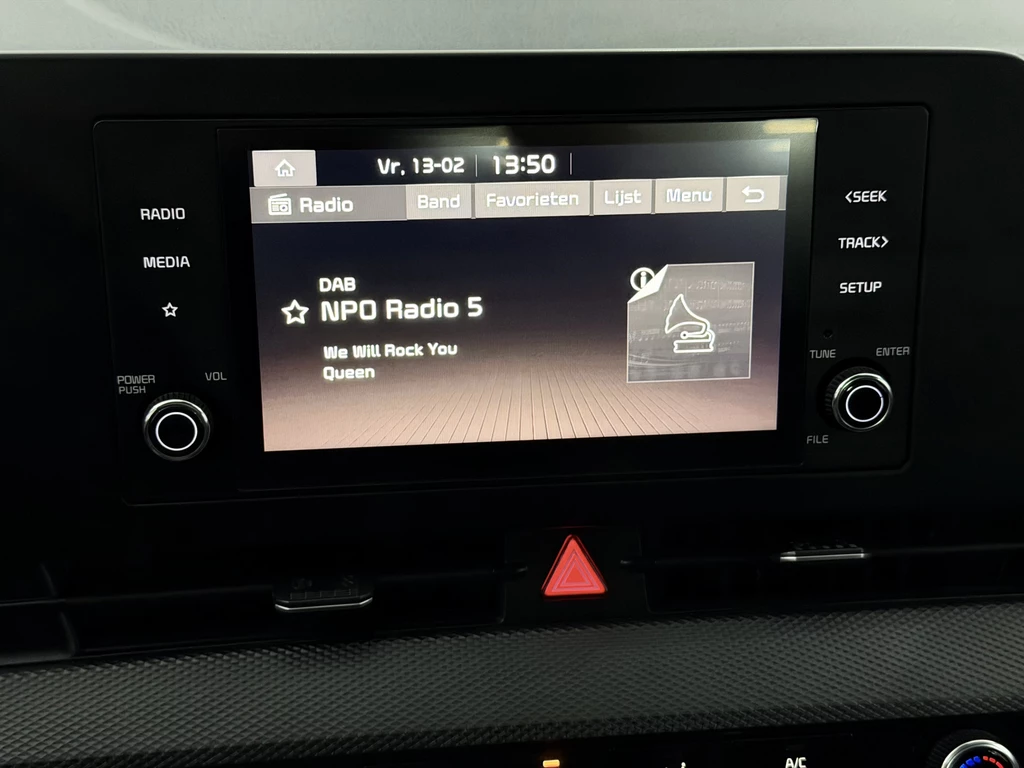 Vr. 13-02 13:50
Radio Band Favorieten Lijst Menu
DAB
NPO Radio 5
We Will Rock You
Queen
RADIO
MEDIA
POWER
PUSH
VOL
<SEEK
TRACK>
SETUP
TUNE
ENTER
FILE
A/C